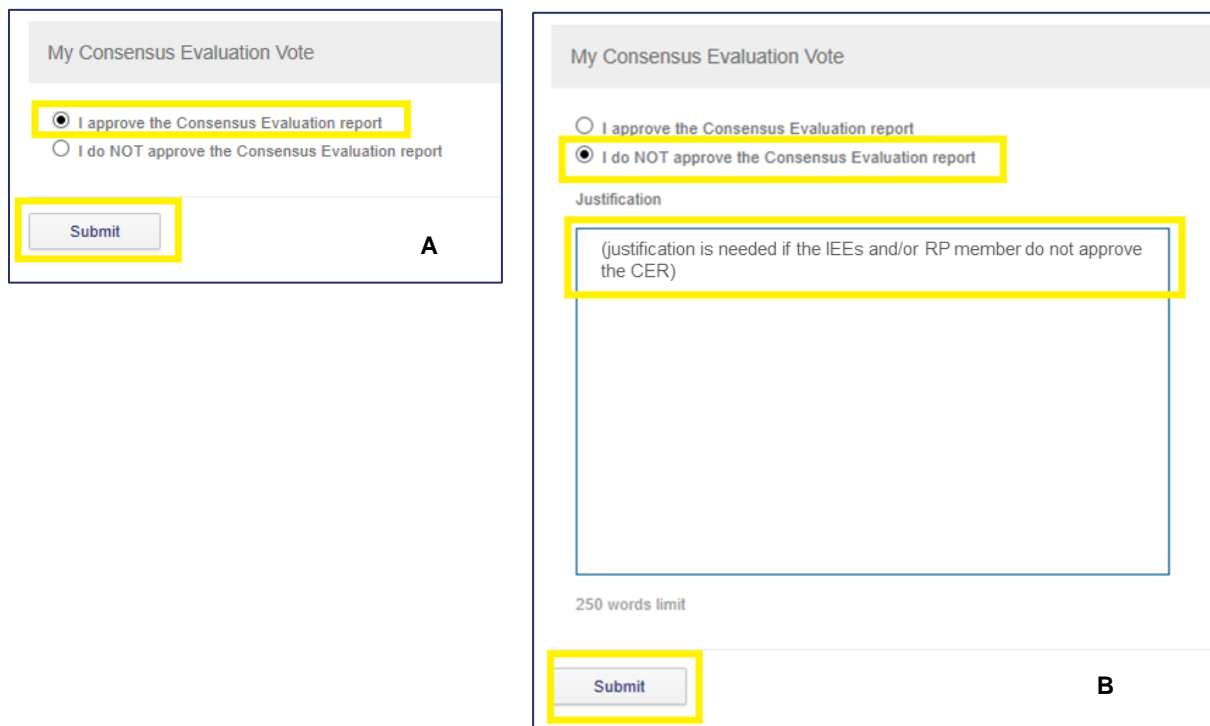 My Consensus Evaluation Vote
I approve the Consensus Evaluation report
I do NOT approve the Consensus Evaluation report
Submit
A
My Consensus Evaluation Vote
I approve the Consensus Evaluation report
I do NOT approve the Consensus Evaluation report
Justification
(justification is needed if the IEEs and/or RP member do not approve
the CER)
250 words limit
Submit
B